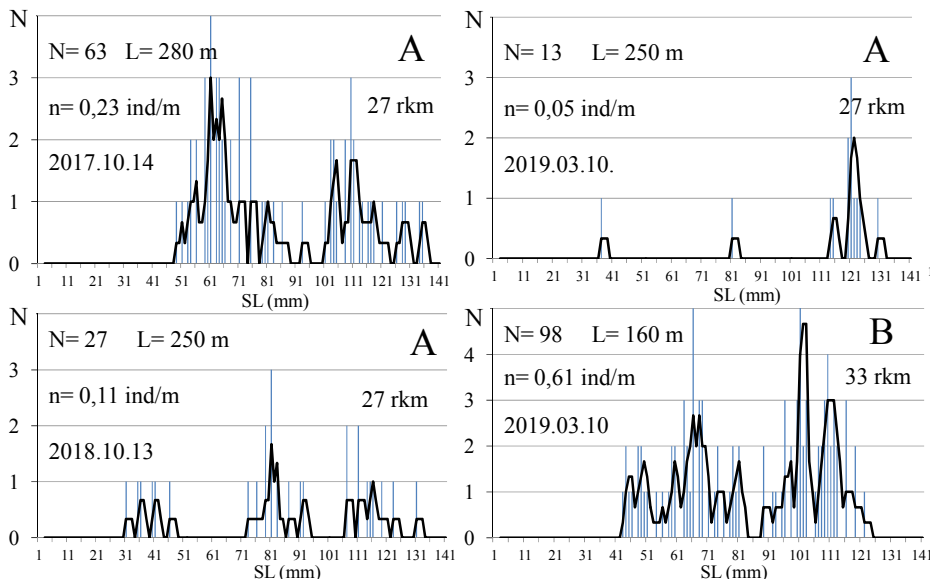 N
N= 63 L= 280 m A
3
n= 0,23 ind/m 27 rkm
2
2017.10.14
1
0
1 11 21 31 41 51 61 71 81 91 101 111 121 131 141
SL (mm)
N
N= 13 L= 250 m A
3
n= 0,05 ind/m 27 rkm
2
2019.03.10.
1
0
1 11 21 31 41 51 61 71 81 91 101 111 121 131 141
SL (mm)
N
N= 27 L= 250 m A
3
n= 0,11 ind/m 27 rkm
2
2018.10.13
1
0
1 11 21 31 41 51 61 71 81 91 101 111 121 131 141
SL (mm)
N
N= 98 L= 160 m B
4
n= 0,61 ind/m 33 rkm
3
2019.03.10
2
1
0
1 11 21 31 41 51 61 71 81 91 101 111 121 131 141
SL (mm)